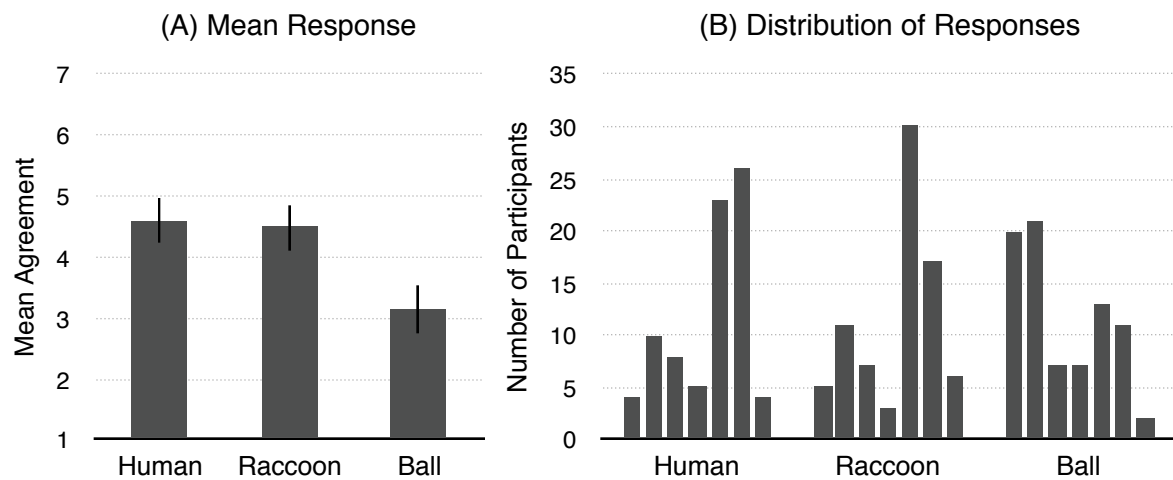 (A) Mean Response
Mean Agreement
7
6
5
4
3
2
1
Human Raccoon Ball
(B) Distribution of Responses
Number of Participants
35
30
25
20
15
10
5
0
Human Raccoon Ball